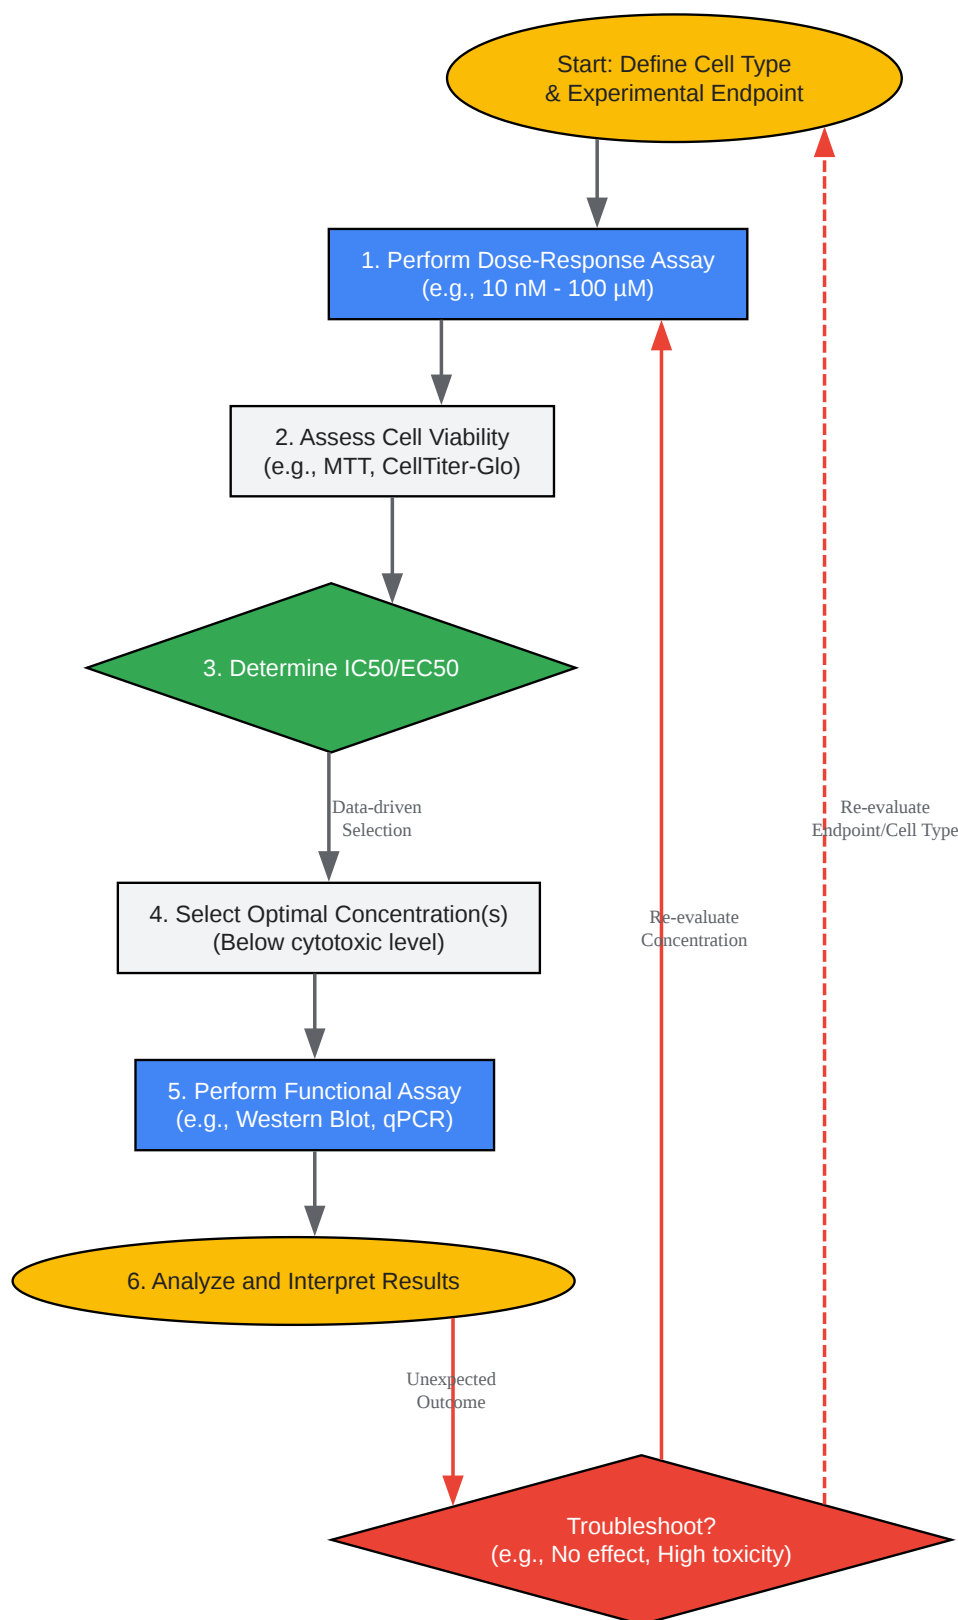 Start: Define Cell Type
& Experimental Endpoint
1. Perform Dose-Response Assay
(e.g., 10 nM - 100 µM)
2. Assess Cell Viability
(e.g., MTT, CellTiter-Glo)
3. Determine IC50/EC50
Data-driven
Selection
Re-evaluate
Endpoint/Cell Type
4. Select Optimal Concentration(s)
(Below cytotoxic level)
Re-evaluate
Concentration
5. Perform Functional Assay
(e.g., Western Blot, qPCR)
6. Analyze and Interpret Results
Unexpected
Outcome
Troubleshoot?
(e.g., No effect, High toxicity)